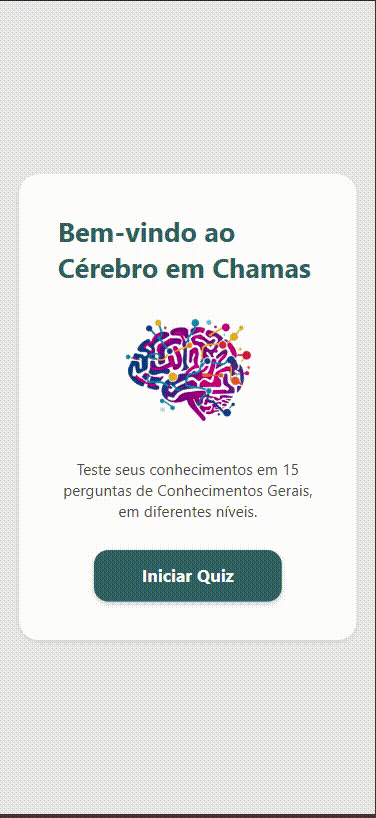 Bem-vindo ao
Cérebro em Chamas
Teste seus conhecimentos em 15
perguntas de Conhecimentos Gerais,
em diferentes níveis.
Iniciar Quiz